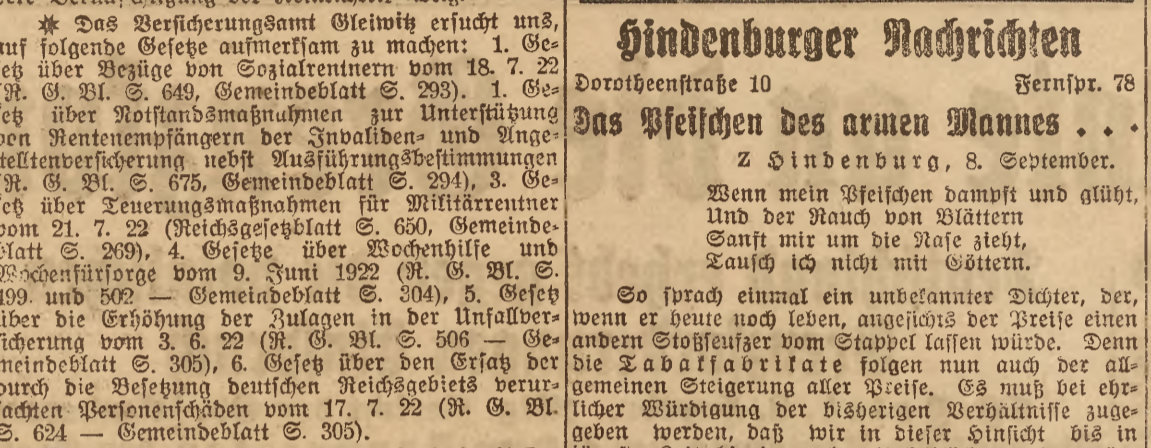 ✷ Das Versicherungsamt Gleiwitz ersucht uns,
auf folgende Gesetze aufmerksam zu machen: 1. Ge-
setz über Bezüge von Sozialrentnern vom 18. 7. 22
(R. G. Bl. S. 649, Gemeindeblatt S. 293). 1. Ge-
setz über Notstandsmaßnahmen zur Unterstützung
von Rentenempfängern der Invaliden- und Ange-
stelltenversicherung nebst Ausführungsbestimmungen
(R. G. Bl. S. 675, Gemeindeblatt S. 294), 3. Ge-
setz über Teuerungsmaßnahmen für Militärrentner
vom 21. 7. 22 (Reichsgesetzblatt S. 650, Gemeinde-
blatt S. 269), 4. Gesetze über Wochenhilfe und
Wochenfürsorge vom 9. Juni 1922 (R. G. Bl. S.
499. und 502 — Gemeindeblatt S. 304), 5. Gesetz
über die Erhöhung der Zulagen in der Unfallver-
sicherung vom 3. 6. 22 (R. G. Bl. S. 506 — Ge-
meindeblatt S. 305), 6. Gesetz über den Ersatz der
durch die Besetzung deutschen Reichsgebiets verur-
sachten Personenschäden vom 17. 7. 22 (R. G. Bl.
S. 624 — Gemeindeblatt S. 305).
Hindenburger Nachrichten
Dorotheenstraße 10 Fernspr. 78
Das Pfeifchen des armen Mannes . . .
Z Hindenburg, 8. September.
Wenn mein Pfeifchen dampft und glüht,
Und der Rauch von Blättern
Sanft mir um die Nase zieht,
Tausch ich nicht mit Göttern.
So sprach einmal ein unbekannter Dichter, der,
wenn er heute noch leben, angesichts der Preise einen
andern Stoßseufzer vom Stappel lassen würde. Denn
die Tabakfabrikate folgen nun auch der all-
gemeinen Steigerung aller Preise. Es muß bei ehr-
licher Würdigung der bisherigen Verhältnisse zuge-
geben werden, daß wir in dieser Hinsicht bis in